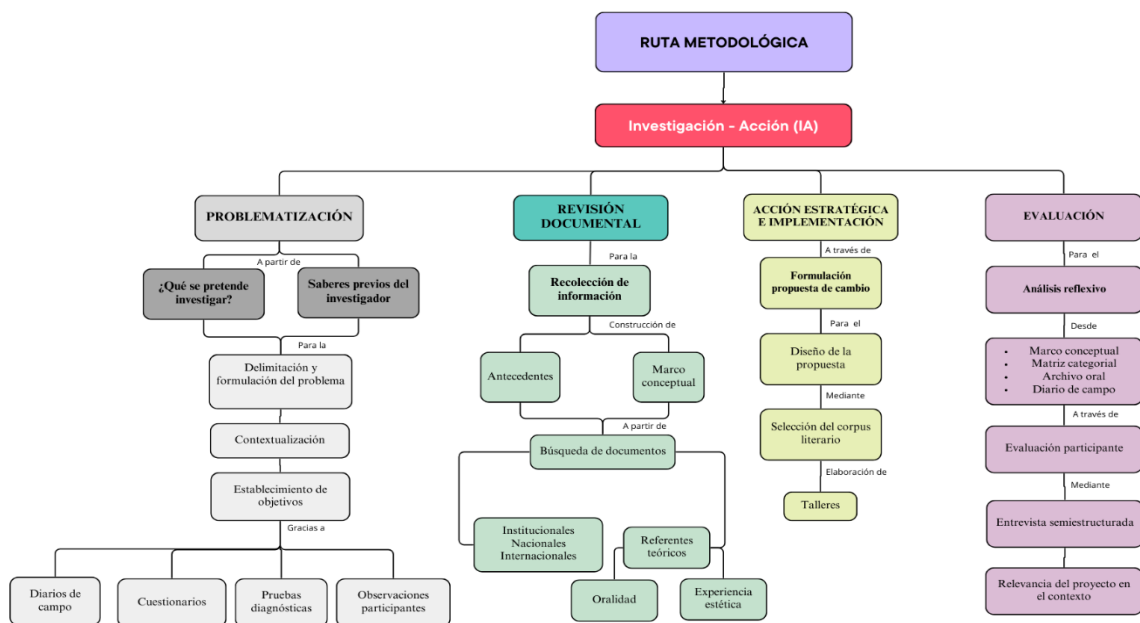 RUTA METODOLÓGICA
Investigación - Acción (IA)
PROBLEMATIZACIÓN
A partir de
¿Qué se pretende
investigar?
Saberes previos del
investigador
Para la
Delimitación y
formulación del problema
Contextualización
Establecimiento de
objetivos
Gracias a
Diarios de
campo
Cuestionarios
Pruebas
diagnósticas
Observaciones
participantes
REVISIÓN
DOCUMENTAL
Para la
Recolección de
información
Construcción de
Antecedentes
Marco
conceptual
A partir de
Búsqueda de documentos
Institucionales
Nacionales
Internacionales
Referentes
teóricos
Oralidad
Experiencia
estética
ACCIÓN ESTRATÉGICA
E IMPLEMENTACIÓN
A través de
Formulación
propuesta de cambio
Para el
Diseño de la
propuesta
Mediante
Selección del corpus
literario
Elaboración de
Talleres
EVALUACIÓN
Para el
Análisis reflexivo
Desde
• Marco conceptual
• Matriz categorial
• Archivo oral
• Diario de campo
A través de
Evaluación participante
Mediante
Entrevista semiestructurada
Relevancia del proyecto en
el contexto